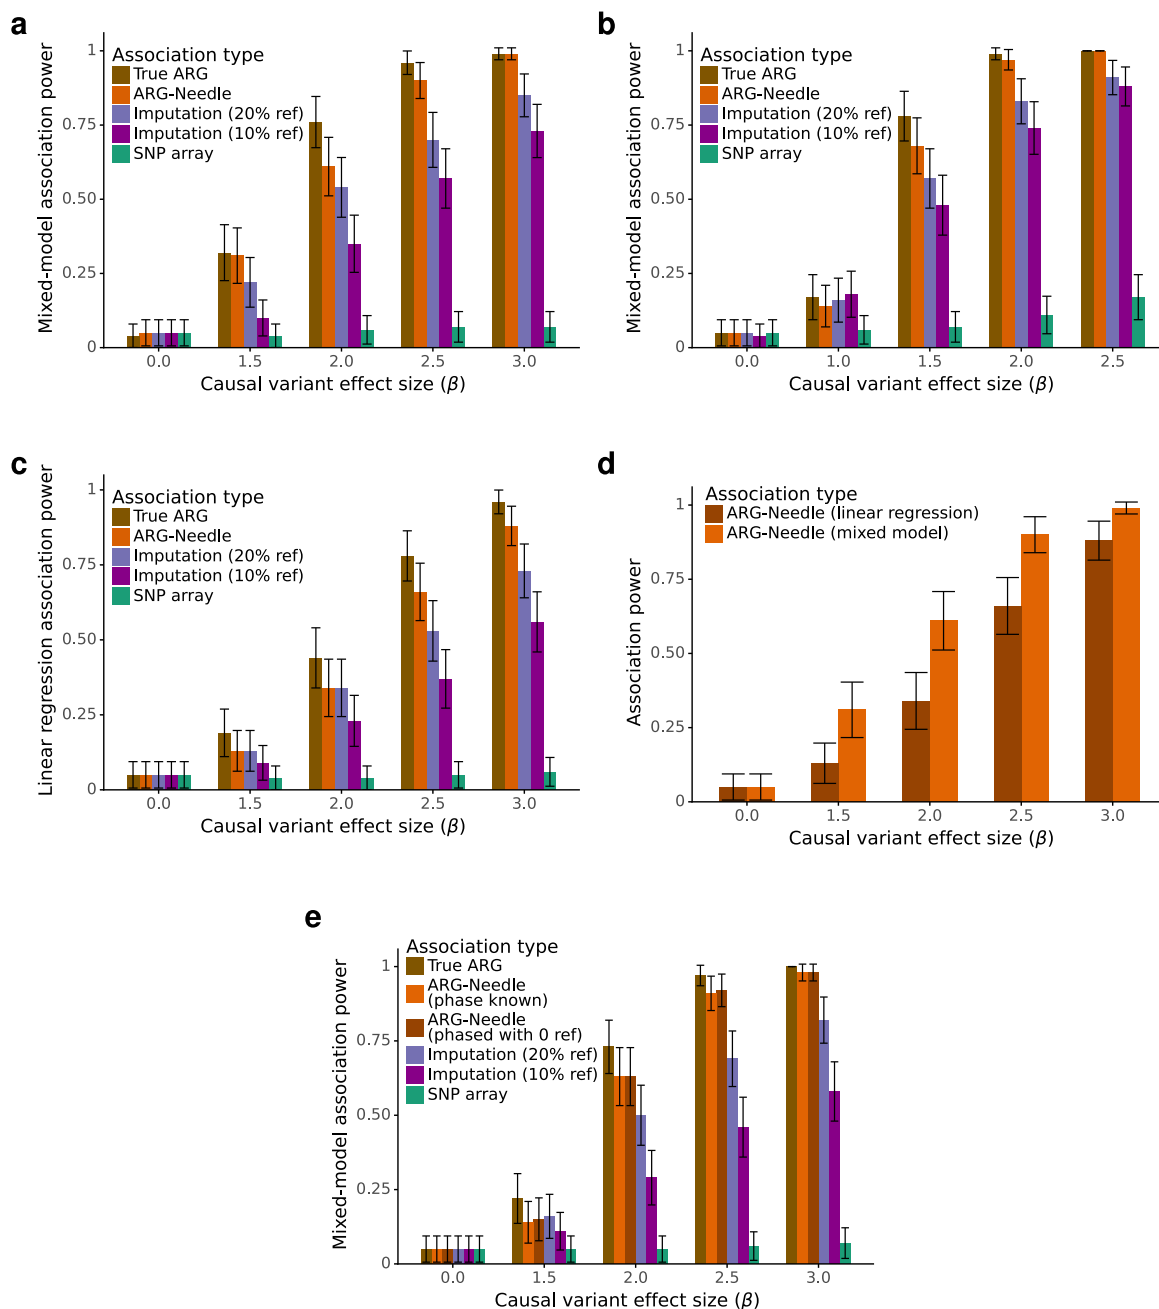 a
Mixed-model association power
Association type
True ARG
ARG-Needle
Imputation (20% ref)
Imputation (10% ref)
SNP array
1
0.75
0.50
0.25
0
0.0 1.5 2.0 2.5 3.0
Causal variant effect size (β)
b
Mixed-model association power
Association type
True ARG
ARG-Needle
Imputation (20% ref)
Imputation (10% ref)
SNP array
1
0.75
0.50
0.25
0
0.0 1.0 1.5 2.0 2.5
Causal variant effect size (β)
c
Linear regression association power
Association type
True ARG
ARG-Needle
Imputation (20% ref)
Imputation (10% ref)
SNP array
1
0.75
0.50
0.25
0
0.0 1.5 2.0 2.5 3.0
Causal variant effect size (β)
d
Association power
Association type
ARG-Needle (linear regression)
ARG-Needle (mixed model)
1
0.75
0.50
0.25
0
0.0 1.5 2.0 2.5 3.0
Causal variant effect size (β)
e
Mixed-model association power
Association type
True ARG
ARG-Needle
(phase known)
ARG-Needle
(phased with 0 ref)
Imputation (20% ref)
Imputation (10% ref)
SNP array
1
0.75
0.50
0.25
0
0.0 1.5 2.0 2.5 3.0
Causal variant effect size (β)